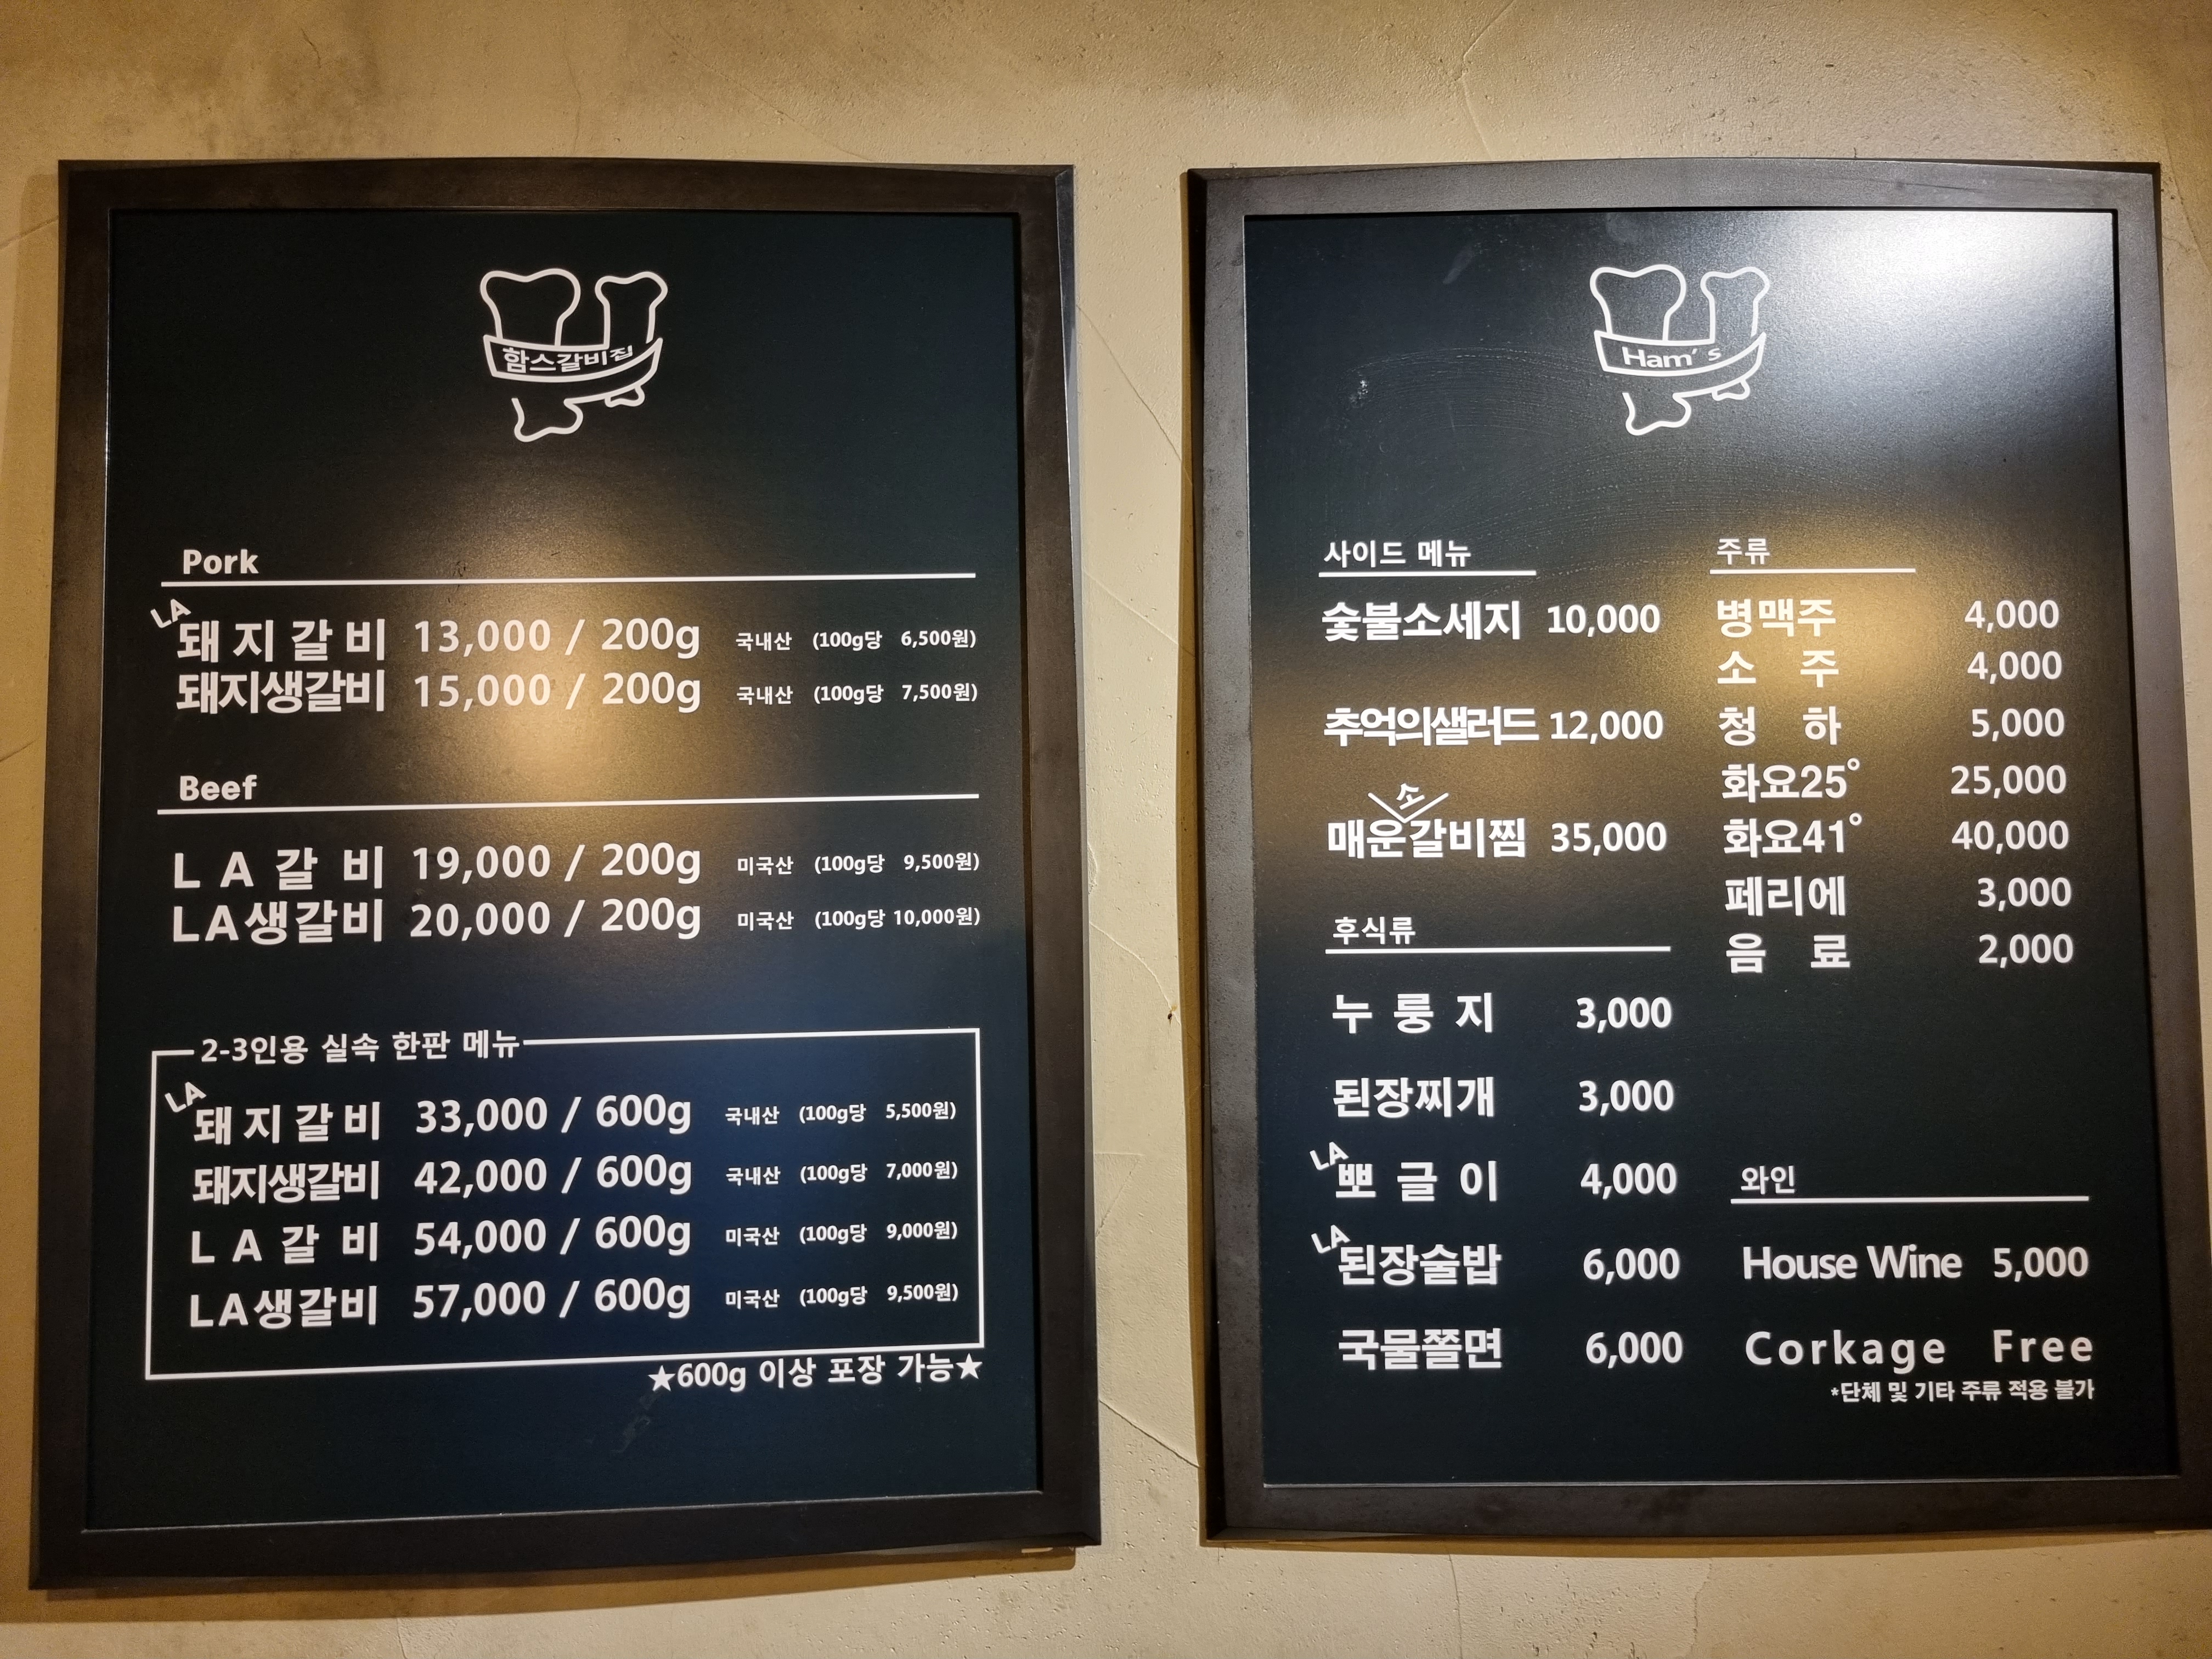 함스갈비집
Pork
LA 돼지갈비 13,000 / 200g 국내산 (100g당 6,500원)
돼지생갈비 15,000 / 200g 국내산 (100g당 7,500원)
Beef
LA갈비 19,000 / 200g 미국산 (100g당 9,500원)
LA생갈비 20,000 / 200g 미국산 (100g당 10,000원)
2-3인용 실속 한판 메뉴
LA 돼지갈비 33,000 / 600g 국내산 (100g당 5,500원)
돼지생갈비 42,000 / 600g 국내산 (100g당 7,000원)
LA갈비 54,000 / 600g 미국산 (100g당 9,000원)
LA생갈비 57,000 / 600g 미국산 (100g당 9,500원)
★600g 이상 포장 가능★
Ham's
사이드 메뉴
숯불소세지 10,000
추억의샐러드 12,000
소
매운갈비찜 35,000
후식류
누룽지 3,000
된장찌개 3,000
LA 뽀글이 4,000
LA 된장술밥 6,000
국물쫄면 6,000
주류
병맥주 4,000
소주 4,000
청하 5,000
화요25° 25,000
화요41° 40,000
페리에 3,000
음료 2,000
와인
House Wine 5,000
Corkage Free
*단체 및 기타 주류 적용 불가